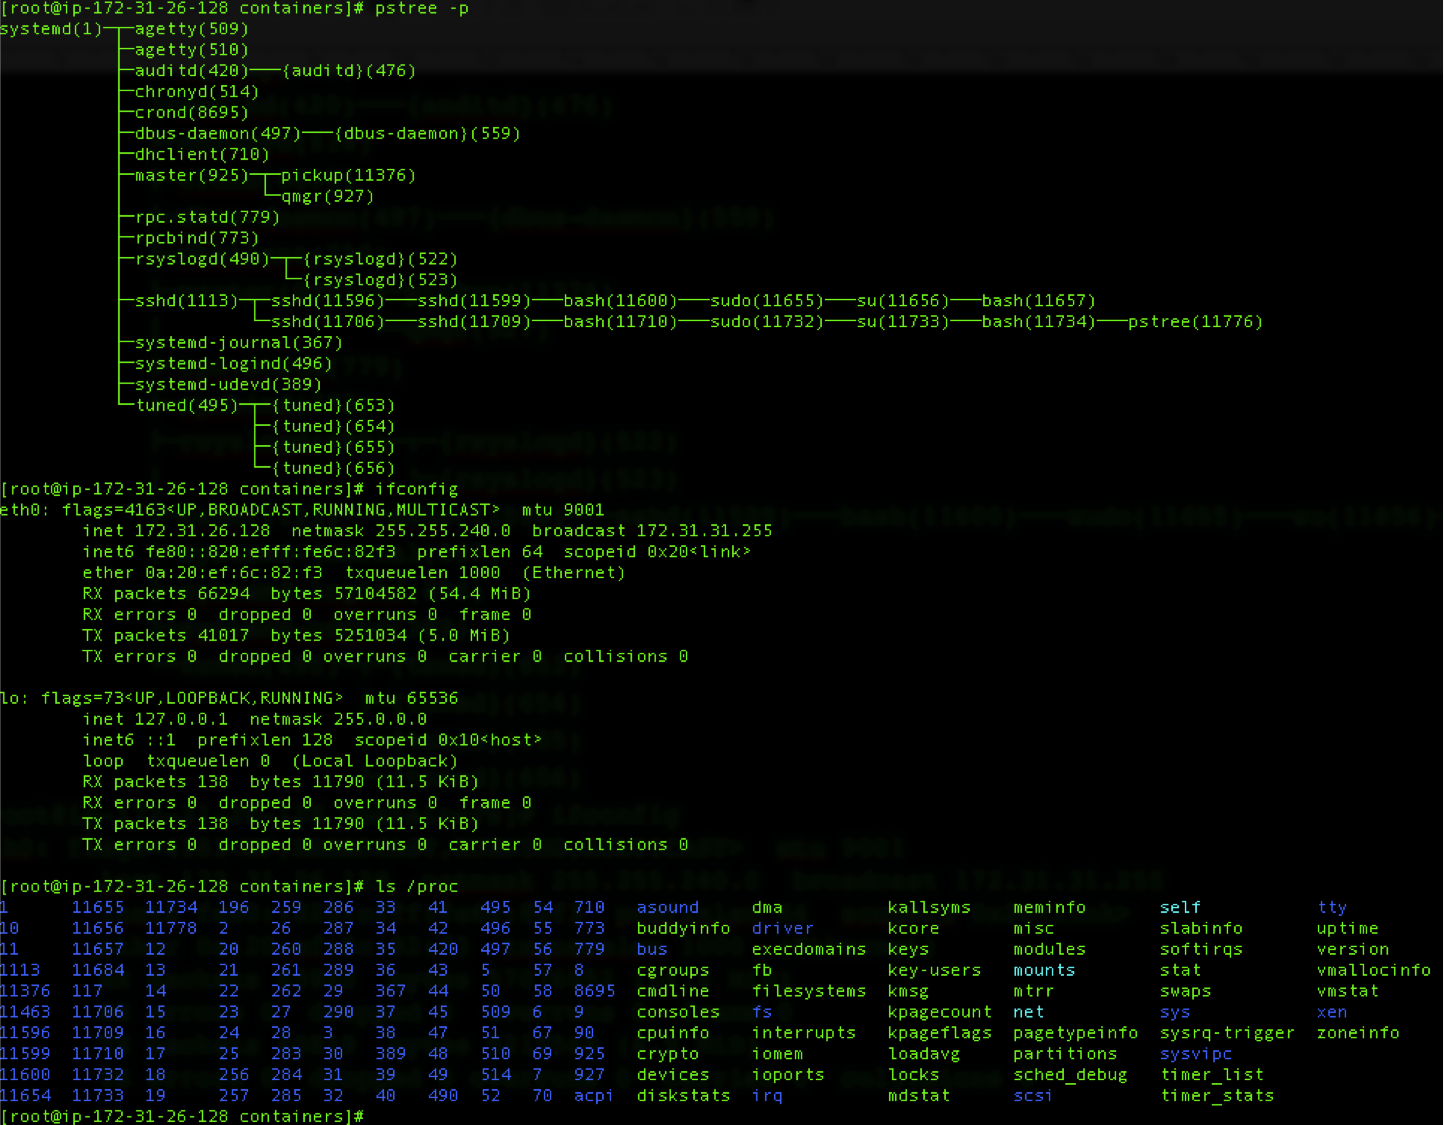 [root@ip-172-31-26-128 containers]# pstree -p
systemd(1)─┬─agetty(509)
           ├─agetty(510)
           ├─auditd(420)───{auditd}(476)
           ├─chronyd(514)
           ├─crond(8695)
           ├─dbus-daemon(497)───{dbus-daemon}(559)
           ├─dhclient(710)
           ├─master(925)─┬─pickup(11376)
           │             └─qmgr(927)
           ├─rpc.statd(779)
           ├─rpcbind(773)
           ├─rsyslogd(490)─┬─{rsyslogd}(522)
           │               └─{rsyslogd}(523)
           ├─sshd(1113)─┬─sshd(11596)───sshd(11599)───bash(11600)───sudo(11655)───su(11656)───bash(11657)
           │            └─sshd(11706)───sshd(11709)───bash(11710)───sudo(11732)───su(11733)───bash(11734)───pstree(11776)
           ├─systemd-journal(367)
           ├─systemd-logind(496)
           ├─systemd-udevd(389)
           └─tuned(495)─┬─{tuned}(653)
                        ├─{tuned}(654)
                        ├─{tuned}(655)
                        └─{tuned}(656)
[root@ip-172-31-26-128 containers]# ifconfig
eth0: flags=4163<UP,BROADCAST,RUNNING,MULTICAST>  mtu 9001
        inet 172.31.26.128  netmask 255.255.240.0  broadcast 172.31.31.255
        inet6 fe80::820:efff:fe6c:82f3  prefixlen 64  scopeid 0x20<link>
        ether 0a:20:ef:6c:82:f3  txqueuelen 1000  (Ethernet)
        RX packets 66294  bytes 57104582 (54.4 MiB)
        RX errors 0  dropped 0  overruns 0  frame 0
        TX packets 41017  bytes 5251034 (5.0 MiB)
        TX errors 0  dropped 0 overruns 0  carrier 0  collisions 0

lo: flags=73<UP,LOOPBACK,RUNNING>  mtu 65536
        inet 127.0.0.1  netmask 255.0.0.0
        inet6 ::1  prefixlen 128  scopeid 0x10<host>
        loop  txqueuelen 0  (Local Loopback)
        RX packets 138  bytes 11790 (11.5 KiB)
        RX errors 0  dropped 0  overruns 0  frame 0
        TX packets 138  bytes 11790 (11.5 KiB)
        TX errors 0  dropped 0 overruns 0  carrier 0  collisions 0

[root@ip-172-31-26-128 containers]# ls /proc
1      11655  11734  196  259  286  33   41   495  54  710   asound     dma          kallsyms    meminfo       self           tty
10     11656  11778  2    26   287  34   42   496  55  773   buddyinfo  driver       kcore       misc          slabinfo       uptime
11     11657  12     20   260  288  35   420  497  56  779   bus        execdomains  keys        modules       softirqs       version
1113   11684  13     21   261  289  36   43   5    57  8     cgroups    fb           key-users   mounts        stat           vmallocinfo
11376  117    14     22   262  29   367  44   50   58  8695  cmdline    filesystems  kmsg        mtrr          swaps          vmstat
11463  11706  15     23   27   290  37   45   509  6   9     consoles   fs           kpagecount  net           sys            xen
11596  11709  16     24   28   3    38   47   51   67  90    cpuinfo    interrupts   kpageflags  pagetypeinfo  sysrq-trigger  zoneinfo
11599  11710  17     25   283  30   389  48   510  69  925   crypto     iomem        loadavg     partitions    sysvipc
11600  11732  18     256  284  31   39   49   514  7   927   devices    ioports      locks       sched_debug   timer_list
11654  11733  19     257  285  32   40   490  52   70  acpi  diskstats  irq          mdstat      scsi          timer_stats
[root@ip-172-31-26-128 containers]#